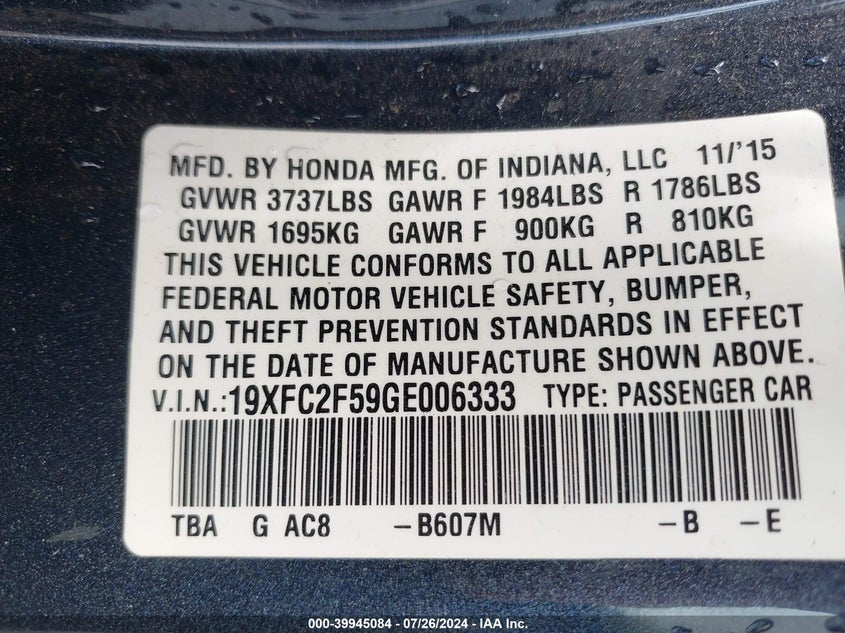 MFD. BY HONDA MFG. OF INDIANA, LLC 11/'15
GVWR 3737LBS GAWR F 1984LBS R 1786LBS
GVWR 1695KG GAWR F 900KG R 810KG
THIS VEHICLE CONFORMS TO ALL APPLICABLE
FEDERAL MOTOR VEHICLE SAFETY, BUMPER,
AND THEFT PREVENTION STANDARDS IN EFFECT
ON THE DATE OF MANUFACTURE SHOWN ABOVE.
V.I.N.:19XFC2F59GE006333 TYPE: PASSENGER CAR
TBA G AC8 -B607M -B -E
000-39945084 - 07/26/2024 - IAA Inc.